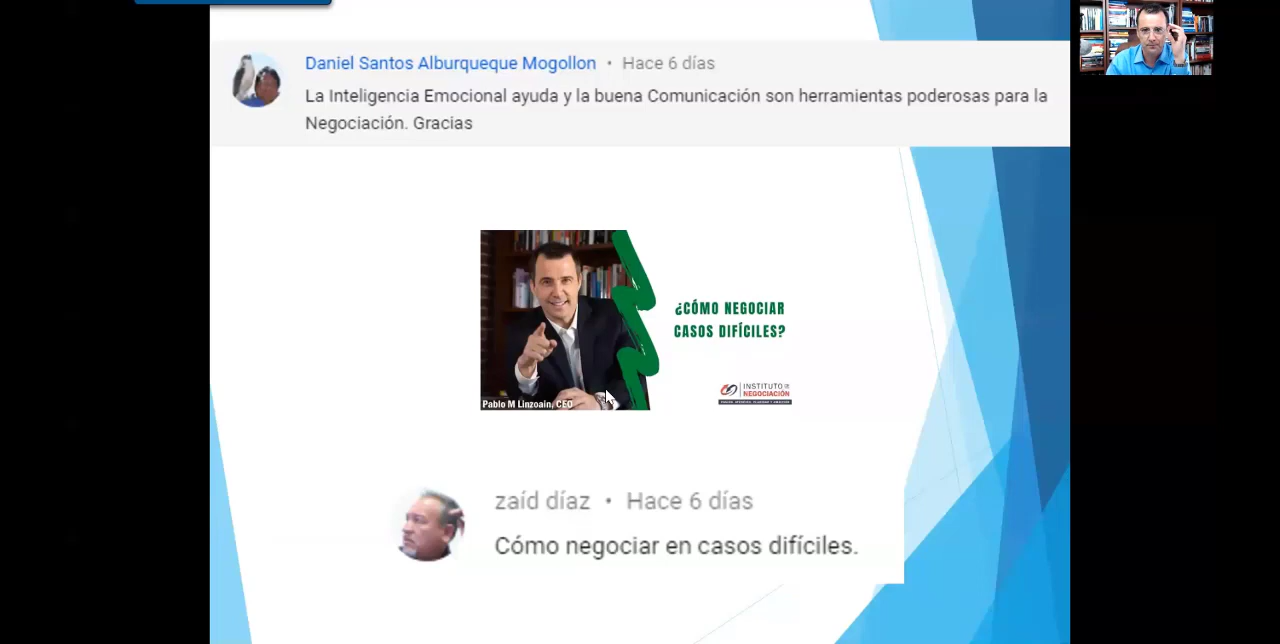 Daniel Santos Alburqueque Mogollon • Hace 6 días
La Inteligencia Emocional ayuda y la buena Comunicación son herramientas poderosas para la
Negociación. Gracias
¿CÓMO NEGOCIAR
CASOS DIFÍCILES?
INSTITUTO DE
NEGOCIACIÓN
Pablo M Linzoain, CEO
zaíd díaz • Hace 6 días
Cómo negociar en casos difíciles.